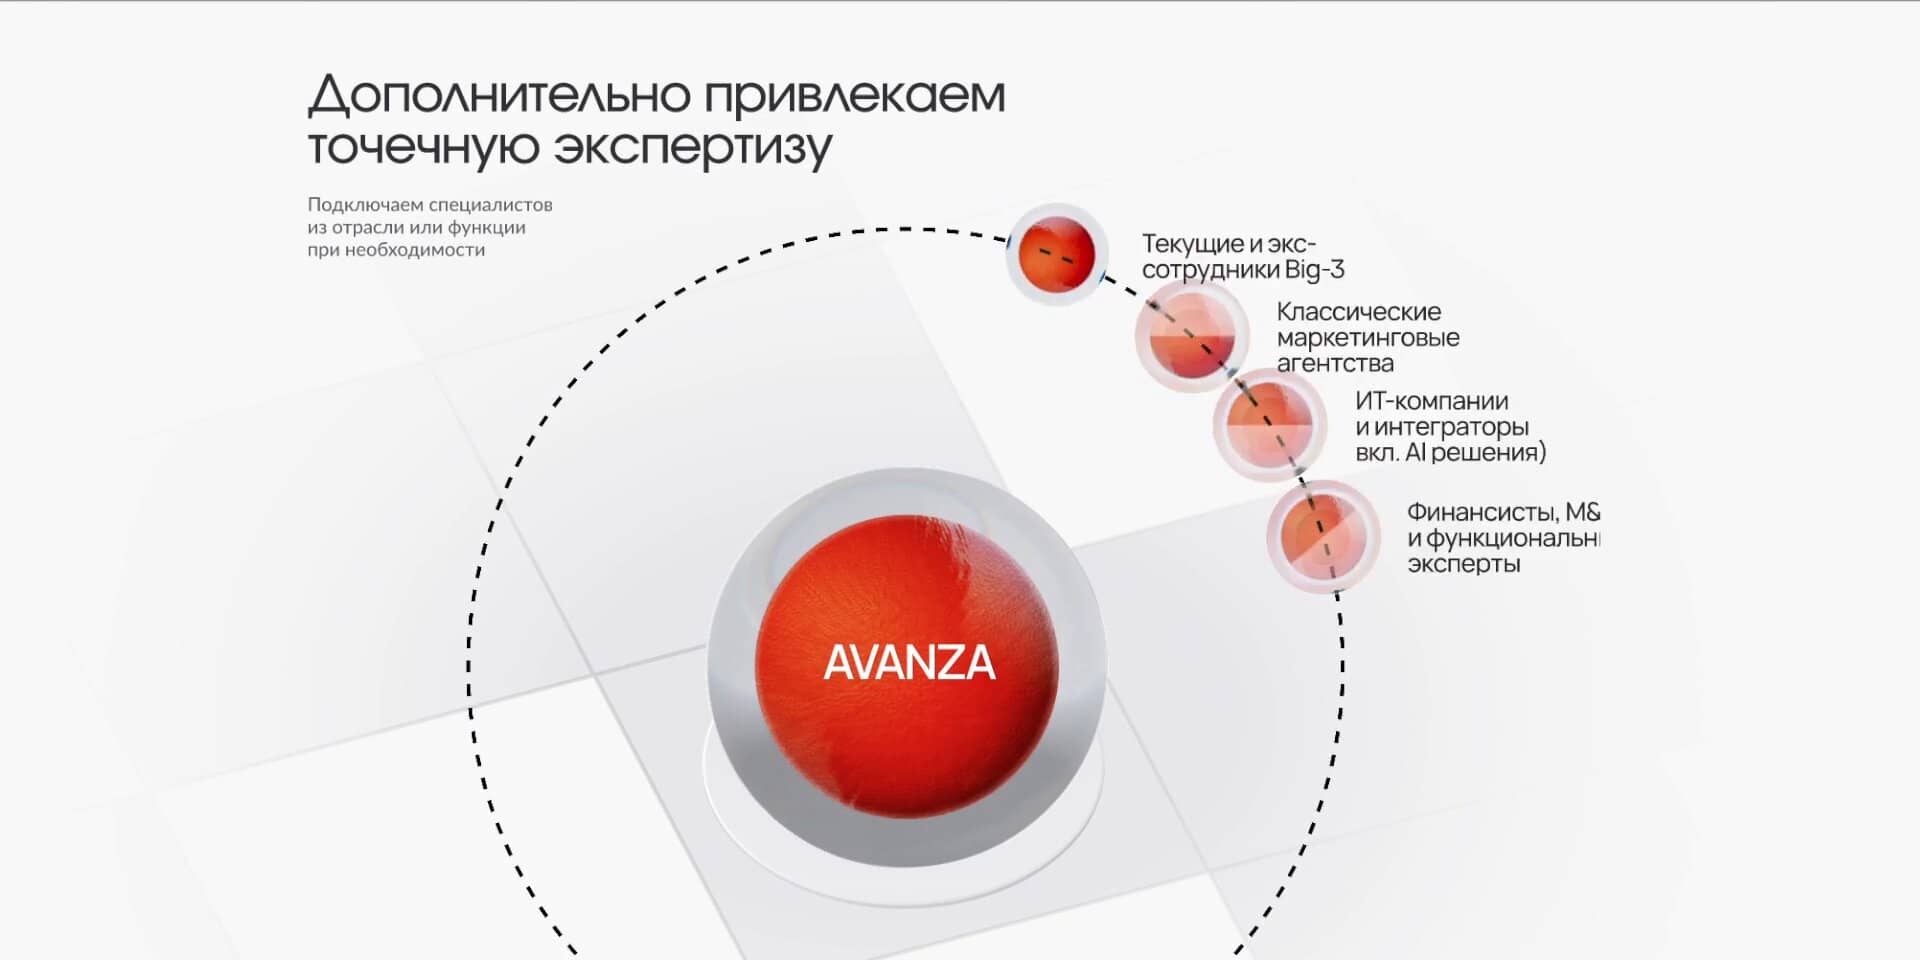 Дополнительно привлекаем
точечную экспертизу
Подключаем специалистов
из отрасли или функции
при необходимости
Текущие и экс-
сотрудники Big-3
Классические
маркетинговые
агентства
ИТ-компании
и интеграторы
вкл. AI решения)
Финансисты, M&
и функциональн
эксперты
AVANZA